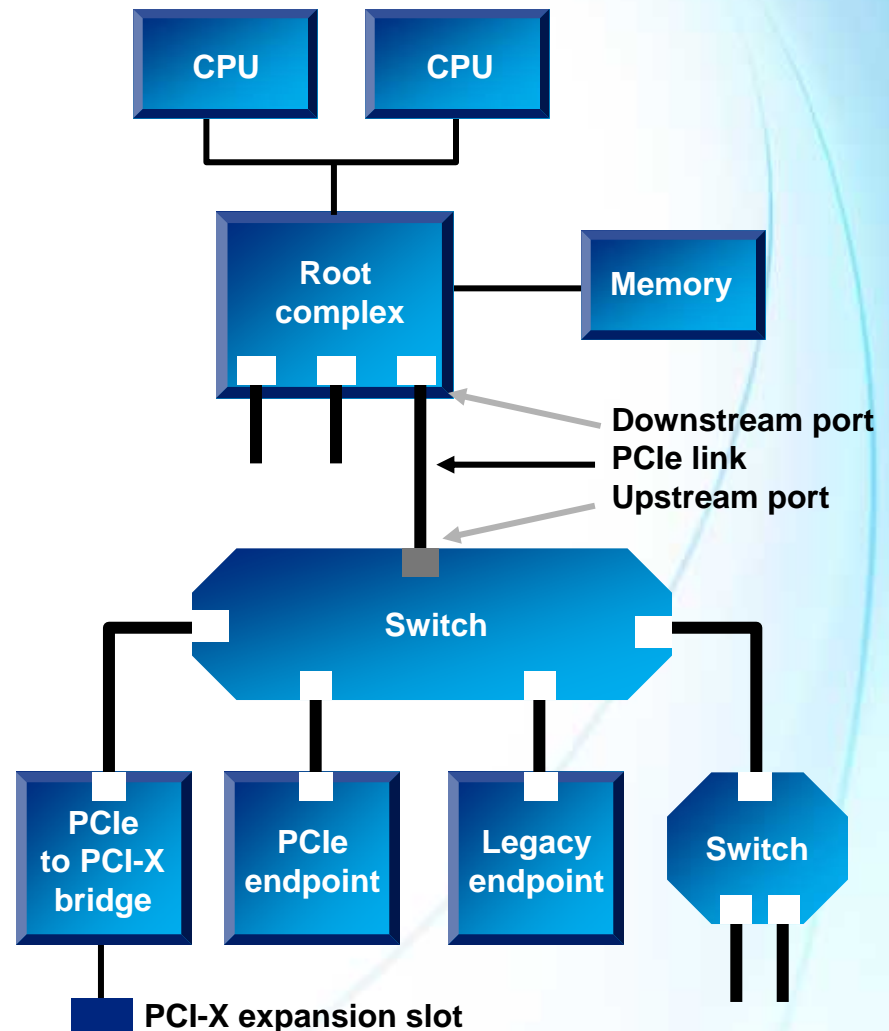 CPU
CPU
Root
complex
Memory
Downstream port
PCIe link
Upstream port
Switch
PCIe
to PCI-X
bridge
PCIe
endpoint
Legacy
endpoint
Switch
PCI-X expansion slot